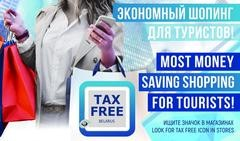 ЭКОНОМНЫЙ ШОПИНГ
ДЛЯ ТУРИСТОВ!
MOST MONEY
SAVING SHOPPING
FOR TOURISTS!
TAX
FREE
BELARUS
ИЩИТЕ ЗНАЧОК В МАГАЗИНАХ
LOOK FOR TAX FREE ICON IN STORES